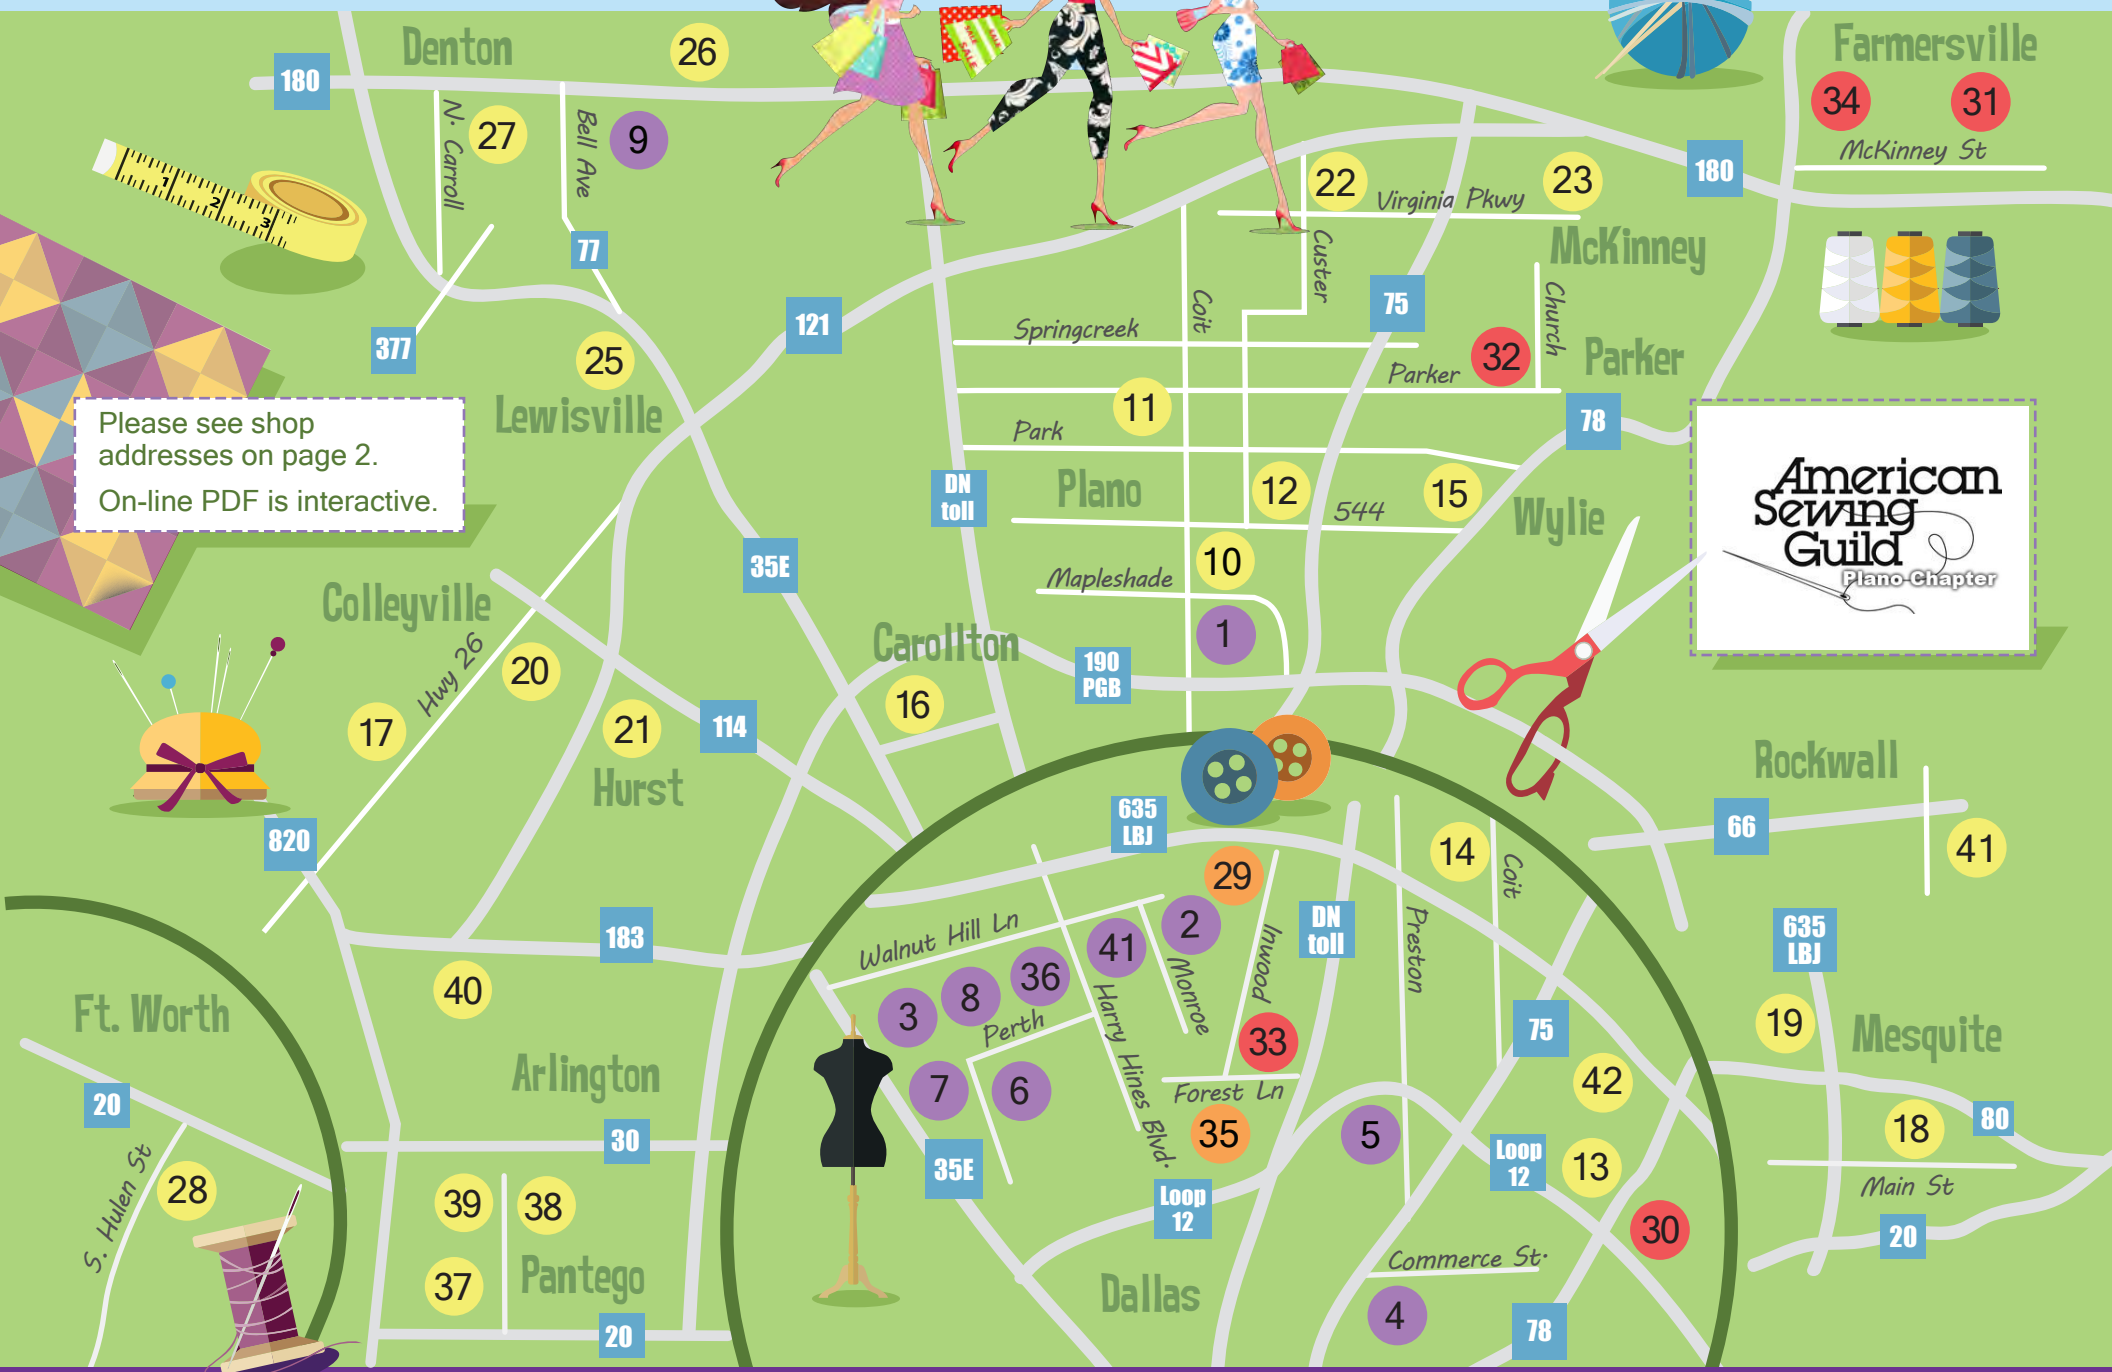 Denton
26
Farmersville
180
34
31
N. Carroll
27
Bell Ave
9
McKinney St
SALE
SALE
SALE
1
2
3
22
Virginia Pkwy
23
180
77
Custer
McKinney
377
121
Coit
75
Church
Springcreek
32
Parker
25
Parker
Lewisville
11
78
Please see shop
addresses on page 2.
On-line PDF is interactive.
Park
DN
toll
Plano
12
544
15
Wylie
American
Sewing
Guild
Plano Chapter
35E
10
Mapleshade
Colleyville
1
Hwy 26
20
Carollton
190
PGB
17
21
114
16
Hurst
Rockwall
820
635
LBJ
14
Coit
66
41
29
183
Walnut Hill Ln
41
2
Inwood
DN
toll
Preston
635
LBJ
40
3
8
36
Perth
Harry Hines Blvd.
Monroe
33
75
19
Mesquite
Ft. Worth
Arlington
7
6
Forest Ln
42
20
30
35
5
Loop
12
13
18
80
S. Hulen St
28
39
38
35E
Loop
12
30
Main St
20
37
Pantego
Dallas
Commerce St.
4
20
78